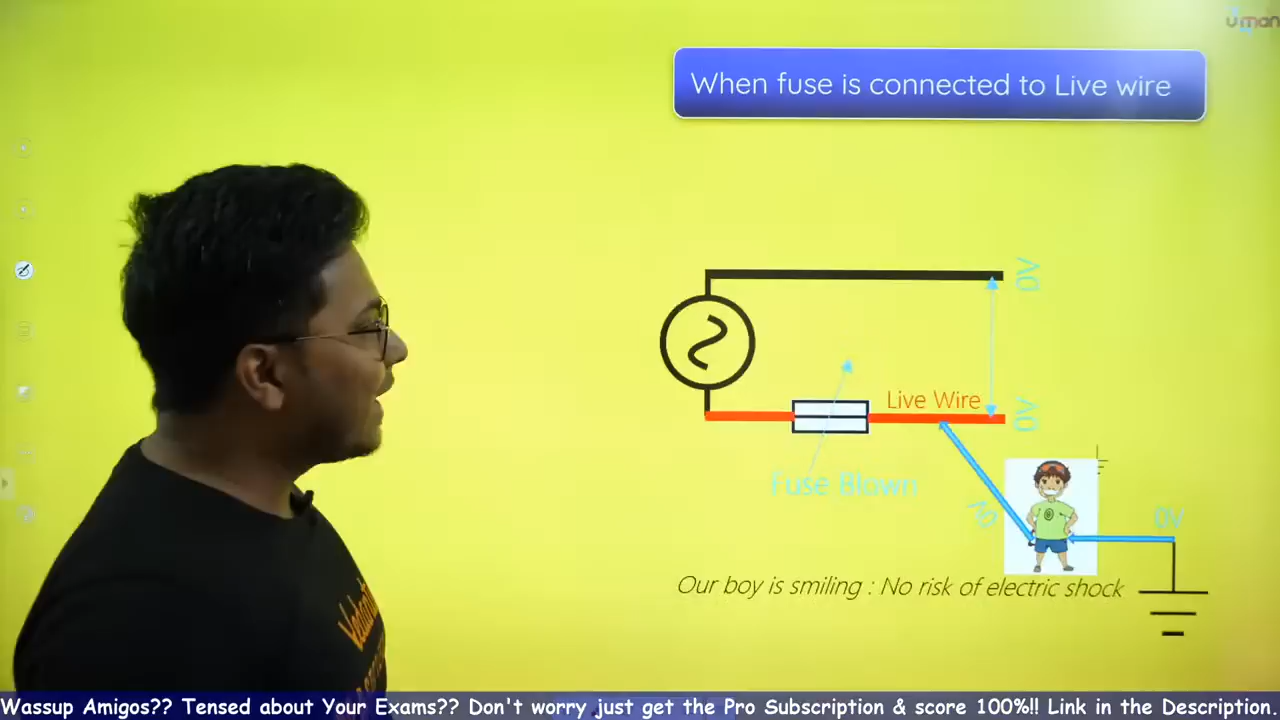 When fuse is connected to Live wire
0V
Live Wire
0V
Fuse Blown
0V
Our boy is smiling : No risk of electric shock
Wassup Amigos?? Tensed about Your Exams?? Don't worry just get the Pro Subscription & score 100%!! Link in the Description.